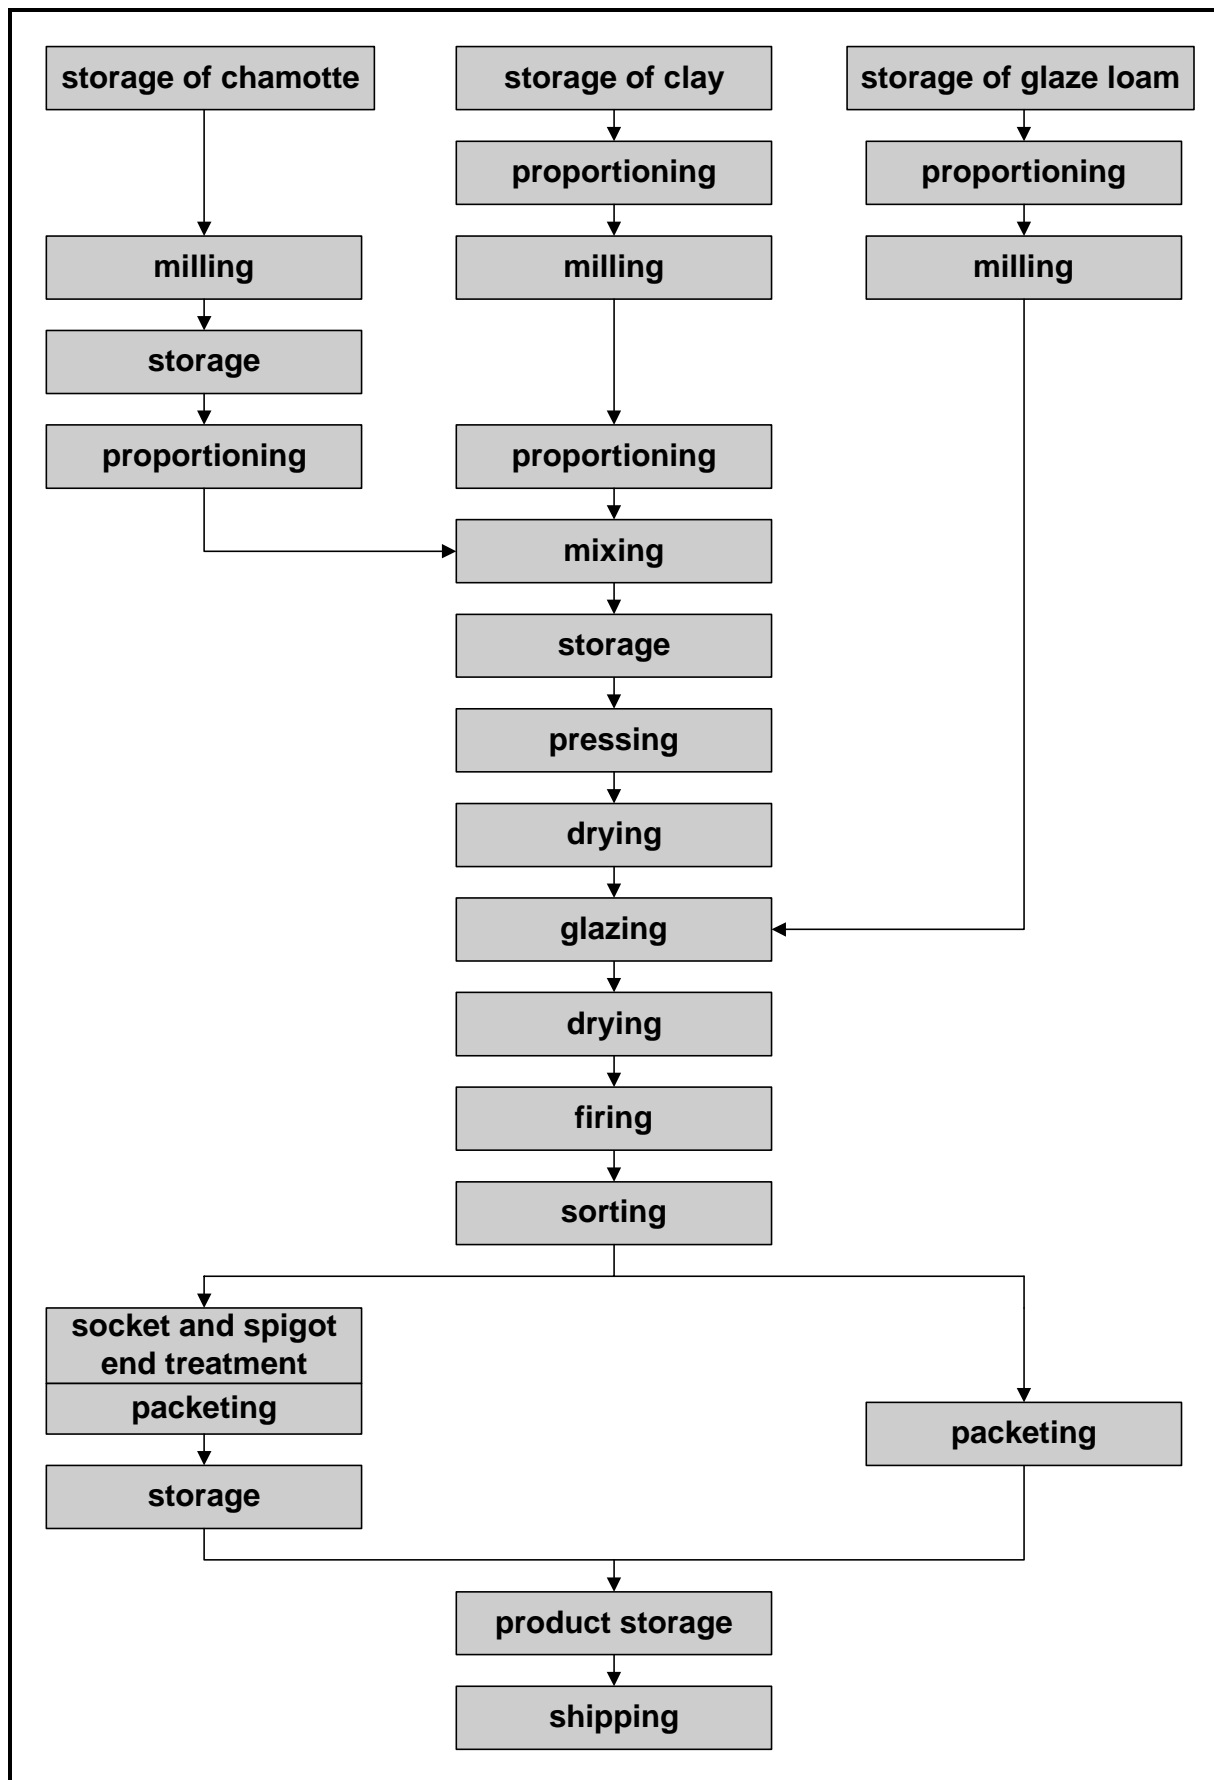 storage of chamotte
storage of clay
storage of glaze loam
proportioning
proportioning
milling
milling
milling
storage
proportioning
proportioning
mixing
storage
pressing
drying
glazing
drying
firing
sorting
socket and spigot
end treatment
packeting
packeting
storage
product storage
shipping